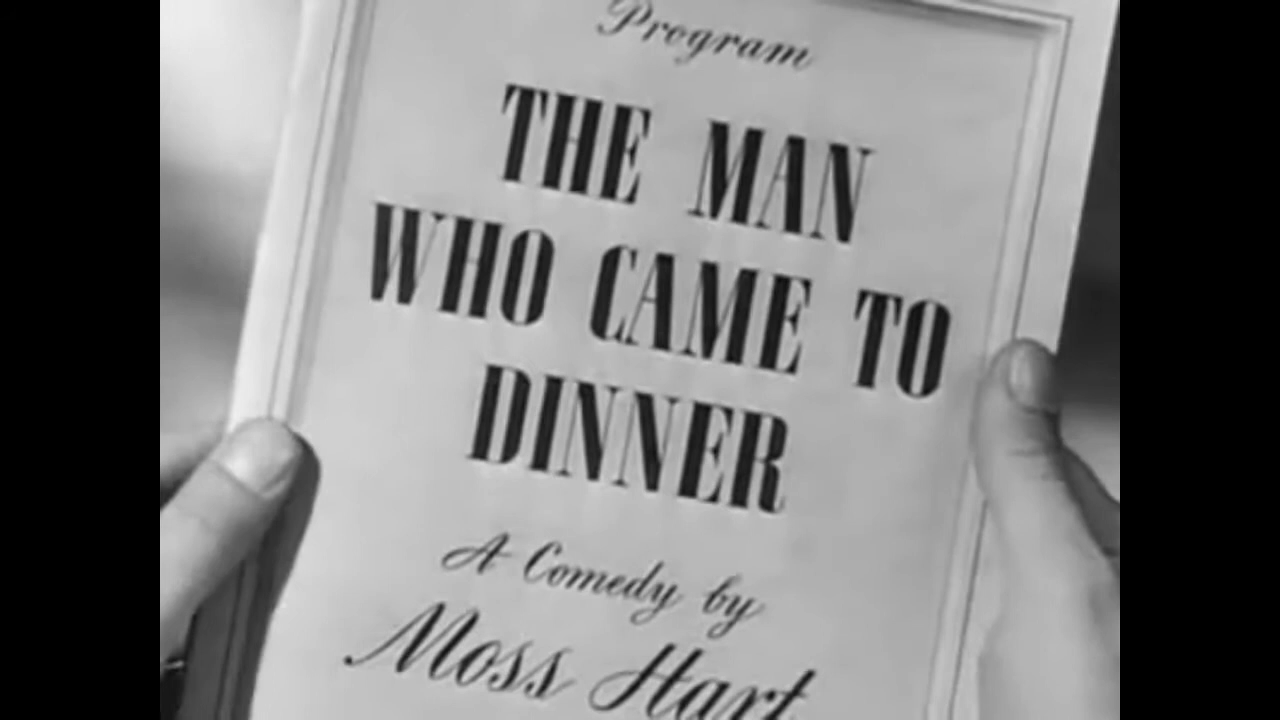 Program
THE MAN
WHO CAME TO
DINNER
A Comedy by
Moss Hart